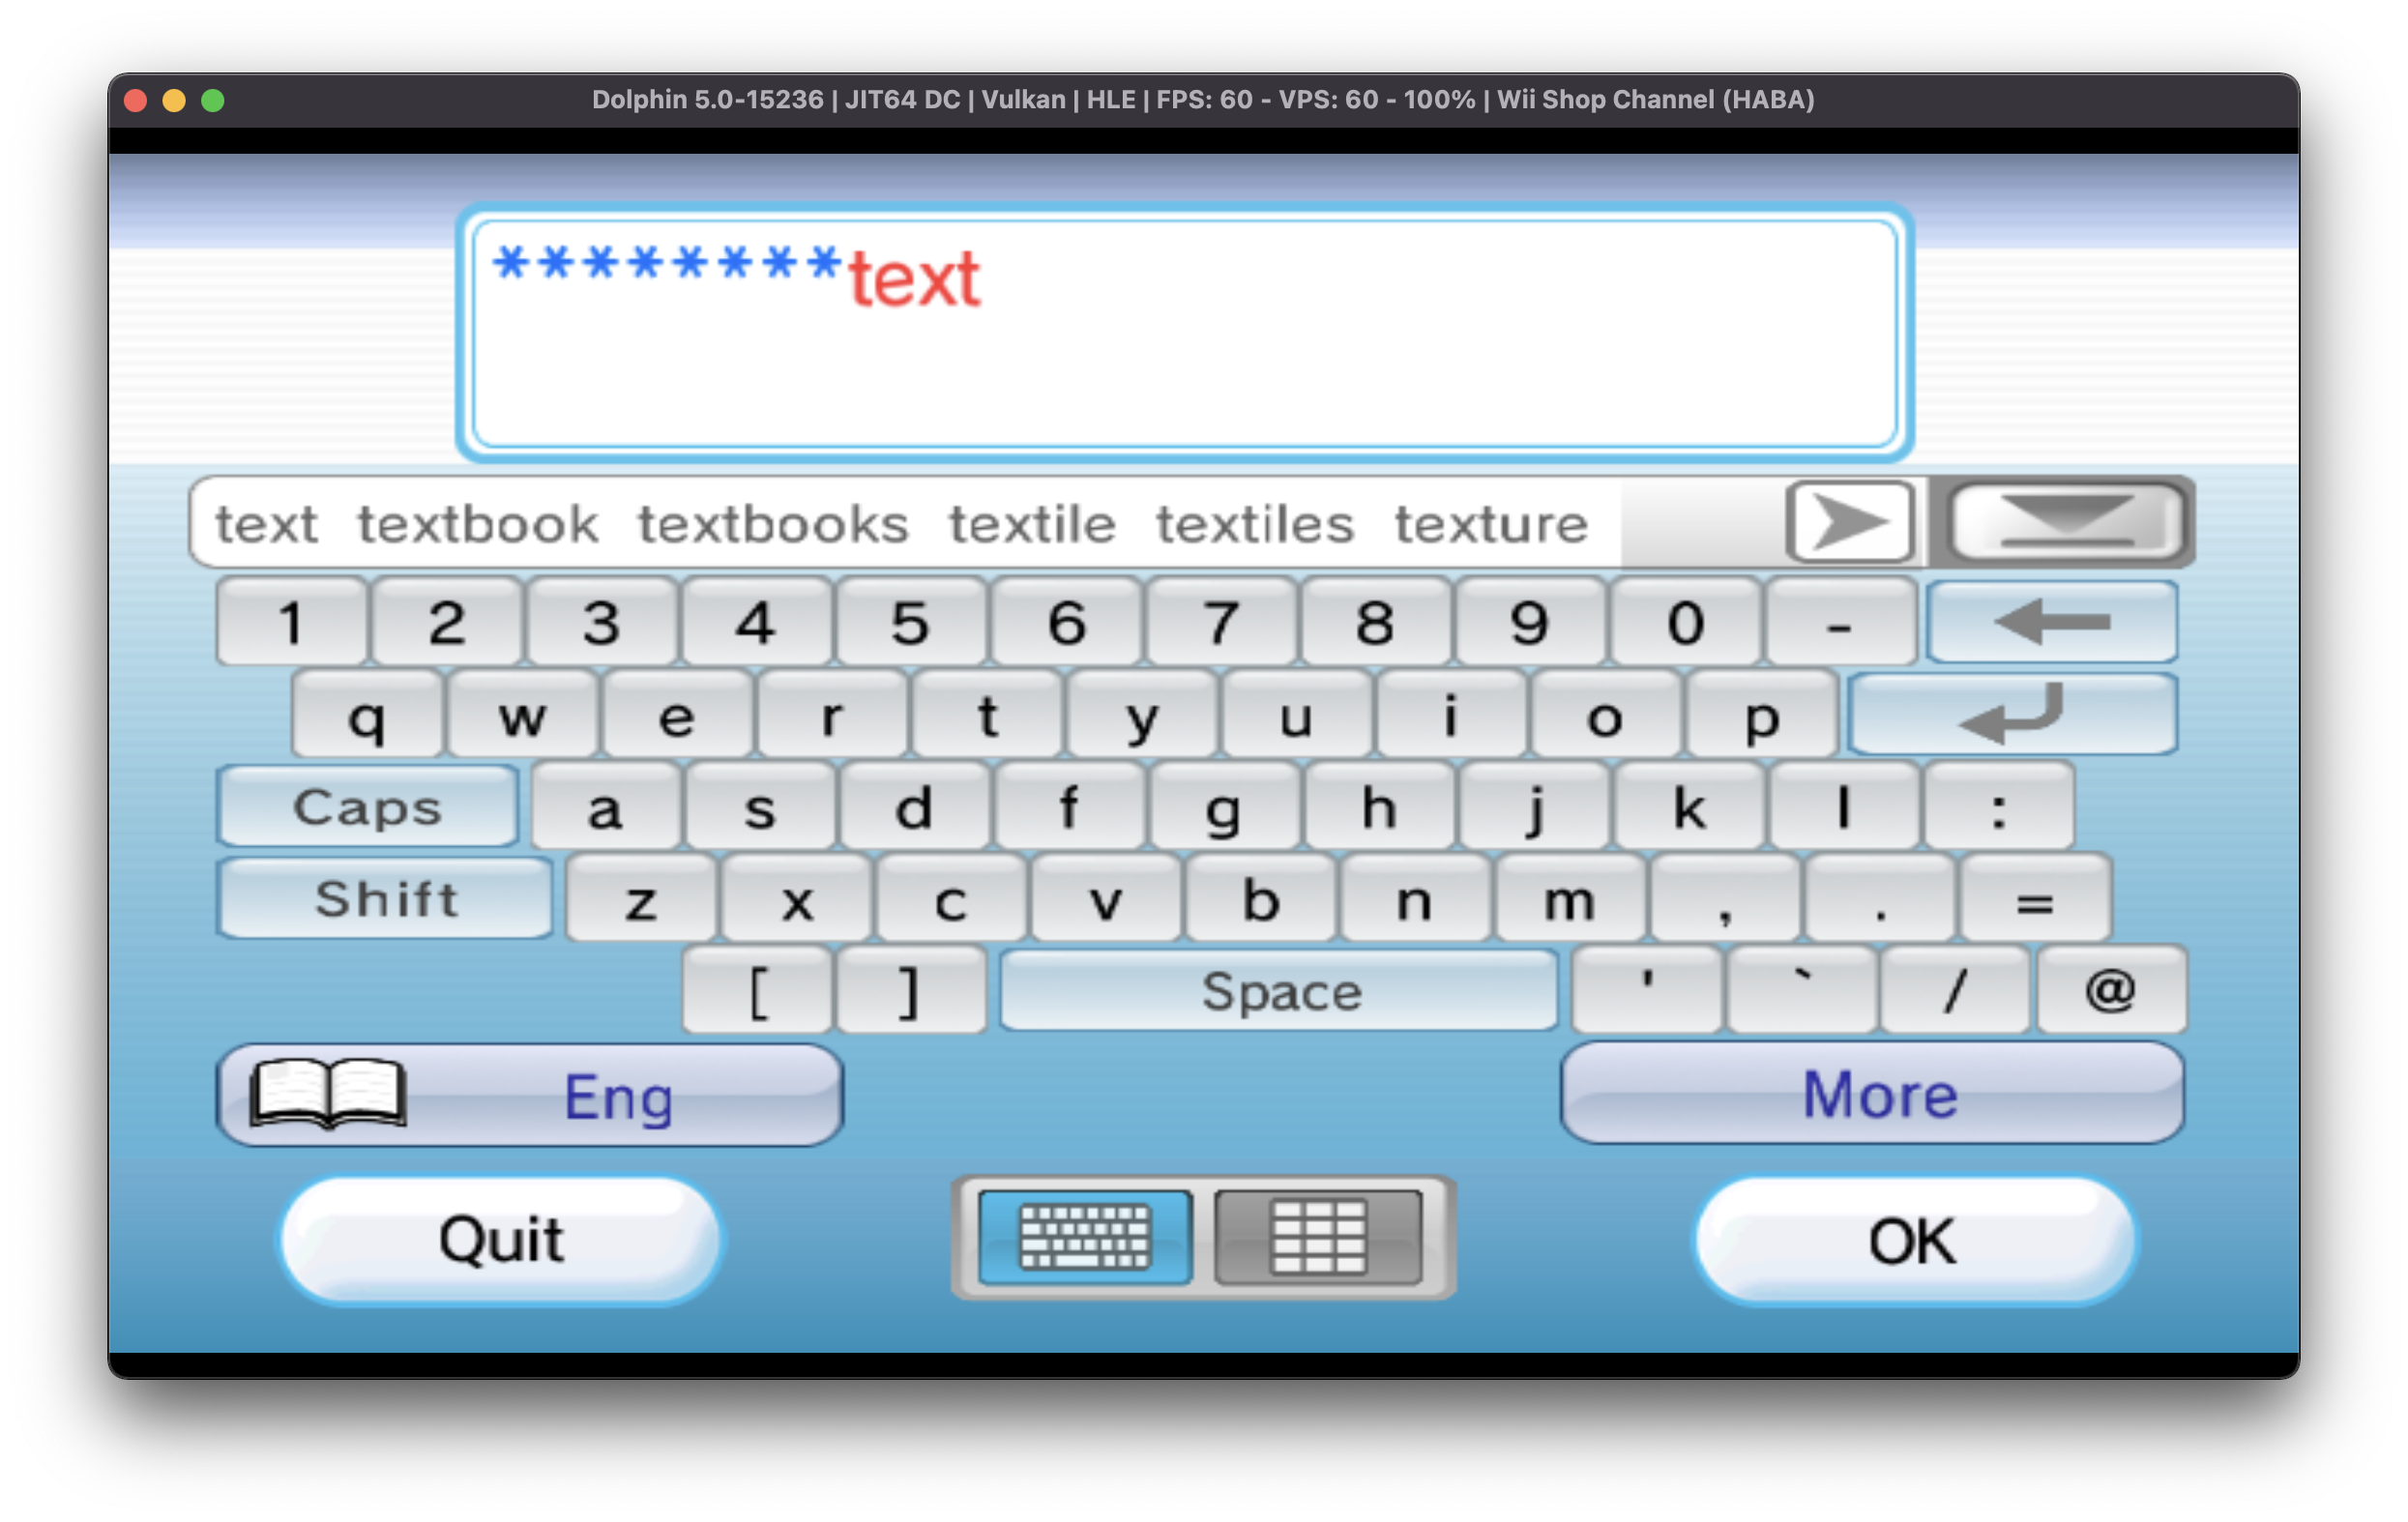 Dolphin 5.0-15236 | JIT64 DC | Vulkan | HLE | FPS: 60 - VPS: 60 - 100% | Wii Shop Channel (HABA)
********text
text textbook textbooks textile textiles texture
1 2 3 4 5 6 7 8 9 0 -
q w e r t y u i o p
Caps a s d f g h j k l :
Shift z x c v b n m , . =
[ ] Space ' ` / @
Eng More
Quit OK